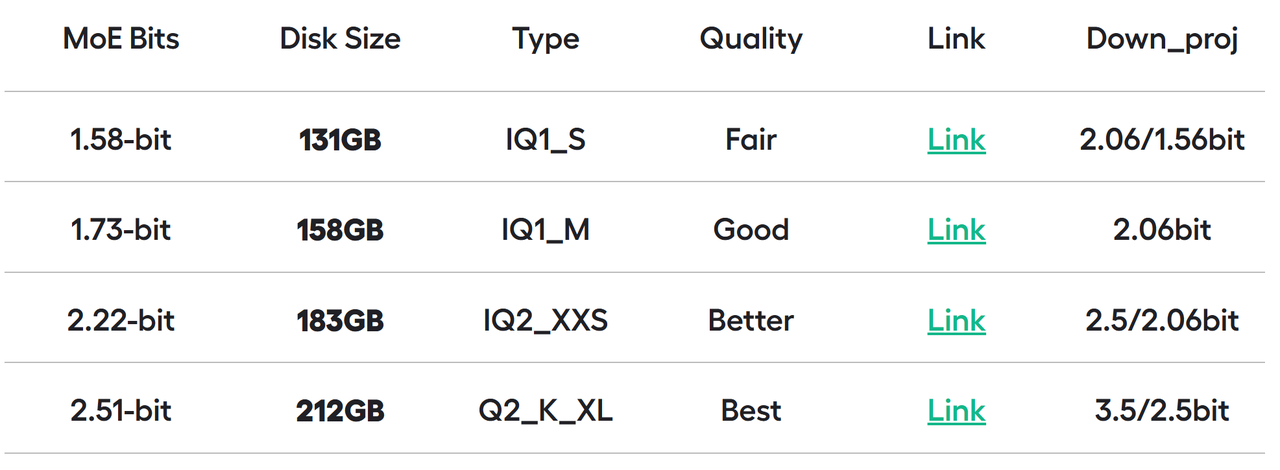 MoE Bits Disk Size Type Quality Link Down_proj
1.58-bit 131GB IQ1_S Fair Link 2.06/1.56bit
1.73-bit 158GB IQ1_M Good Link 2.06bit
2.22-bit 183GB IQ2_XXS Better Link 2.5/2.06bit
2.51-bit 212GB Q2_K_XL Best Link 3.5/2.5bit